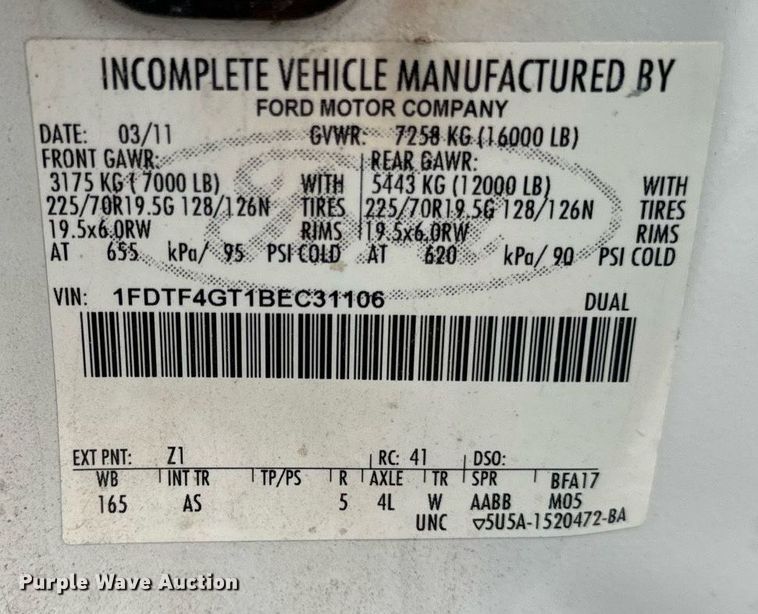 INCOMPLETE VEHICLE MANUFACTURED BY
FORD MOTOR COMPANY
DATE: 03/11 GVWR: 7258 KG (16000 LB)
FRONT GAWR: REAR GAWR:
3175 KG ( 7000 LB) WITH 5443 KG (12000 LB) WITH
225/70R19.5G 128/126N TIRES 225/70R19.5G 128/126N TIRES
19.5x6.0RW RIMS 19.5x6.0RW RIMS
AT 655 kPa/ 95 PSI COLD AT 620 kPa/ 90 PSI COLD
VIN: 1FDTF4GT1BEC31106 DUAL
EXT PNT: Z1 RC: 41 DSO:
WB INT TR TP/PS R AXLE TR SPR BFA17
165 AS 5 4L W AABB M05
UNC ▽5U5A-1520472-BA
Purple Wave Auction